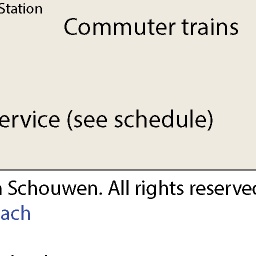 Station
Commuter trains
ervice (see schedule)
Schouwen. All rights reserved
ach